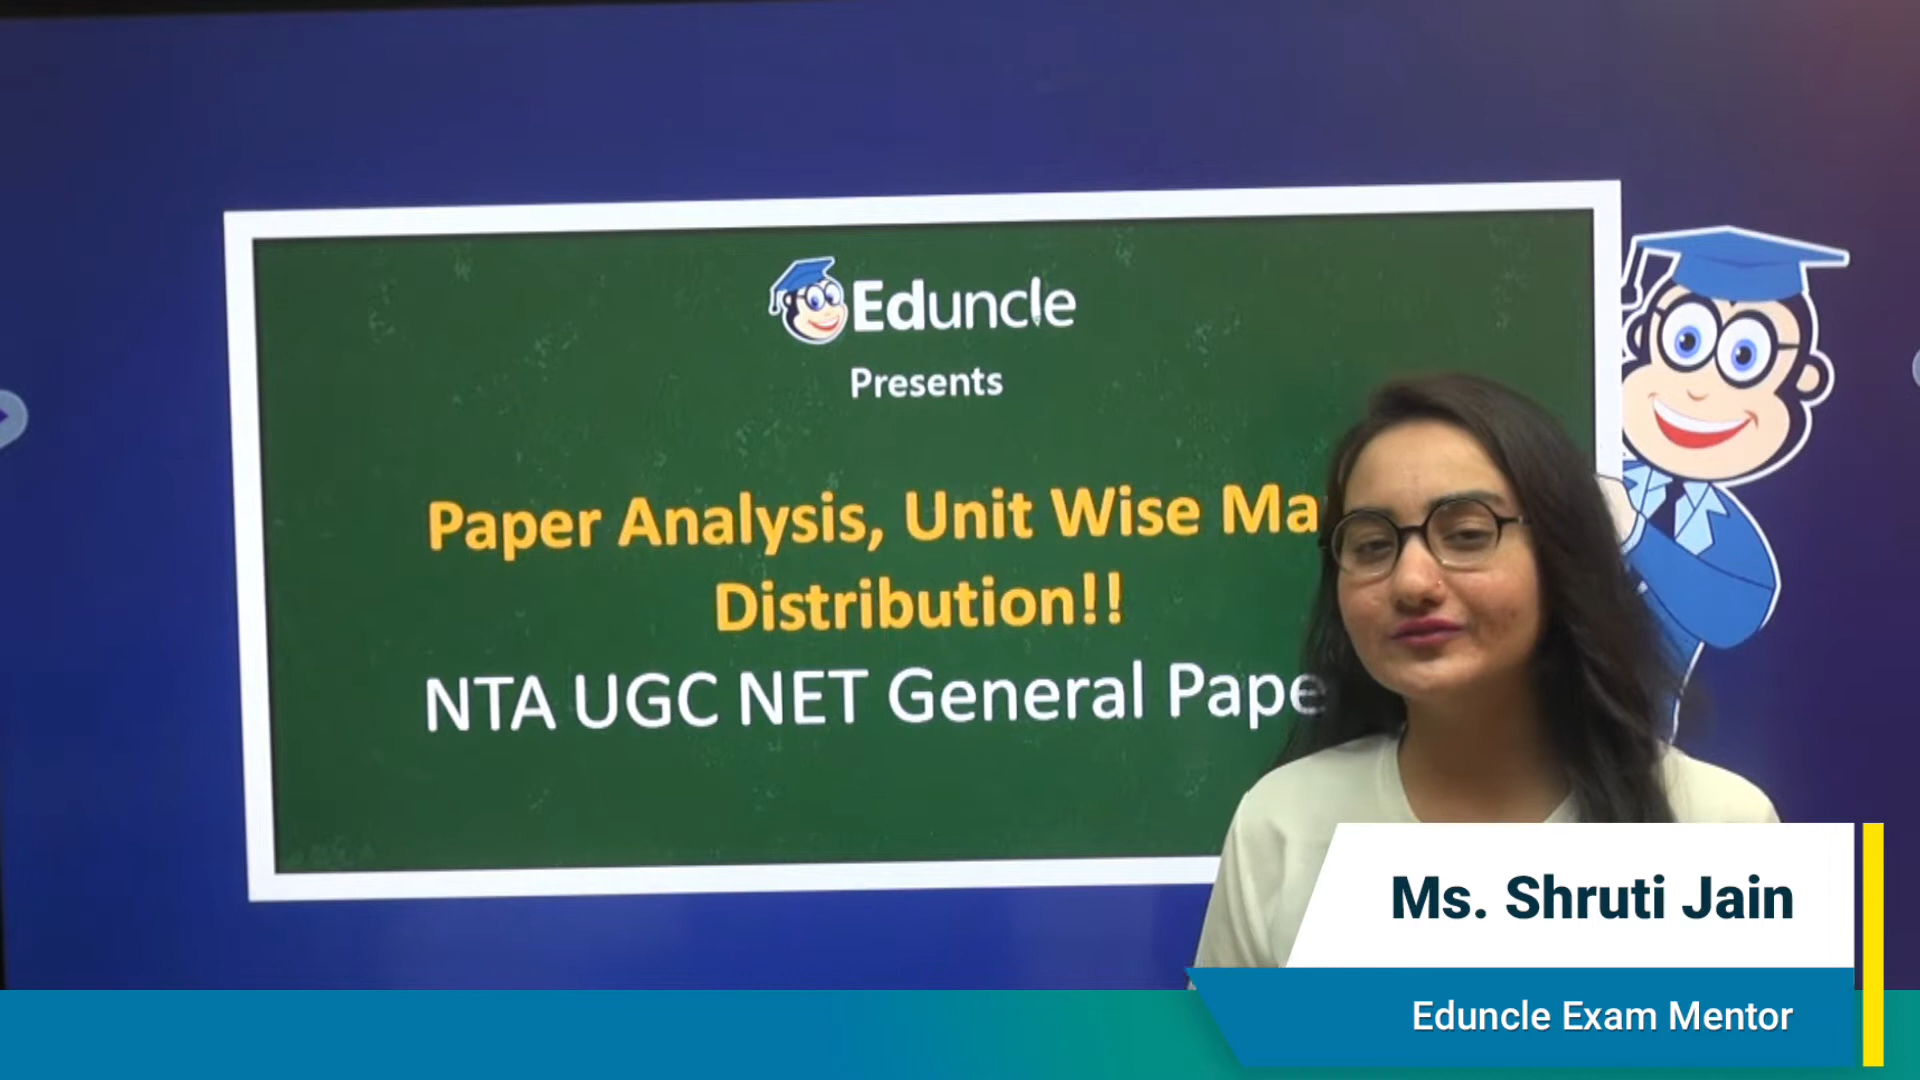 Eduncle
Presents
Paper Analysis, Unit Wise Ma
Distribution!!
NTA UGC NET General Pape
Ms. Shruti Jain
Eduncle Exam Mentor